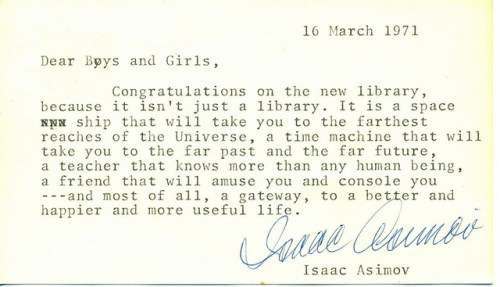 16 March 1971
Dear Boys and Girls,
Congratulations on the new library,
because it isn't just a library. It is a space
ship that will take you to the farthest
reaches of the Universe, a time machine that will
take you to the far past and the far future,
a teacher that knows more than any human being,
a friend that will amuse you and console you
---and most of all, a gateway, to a better and
happier and more useful life.
Isaac Asimov
Isaac Asimov